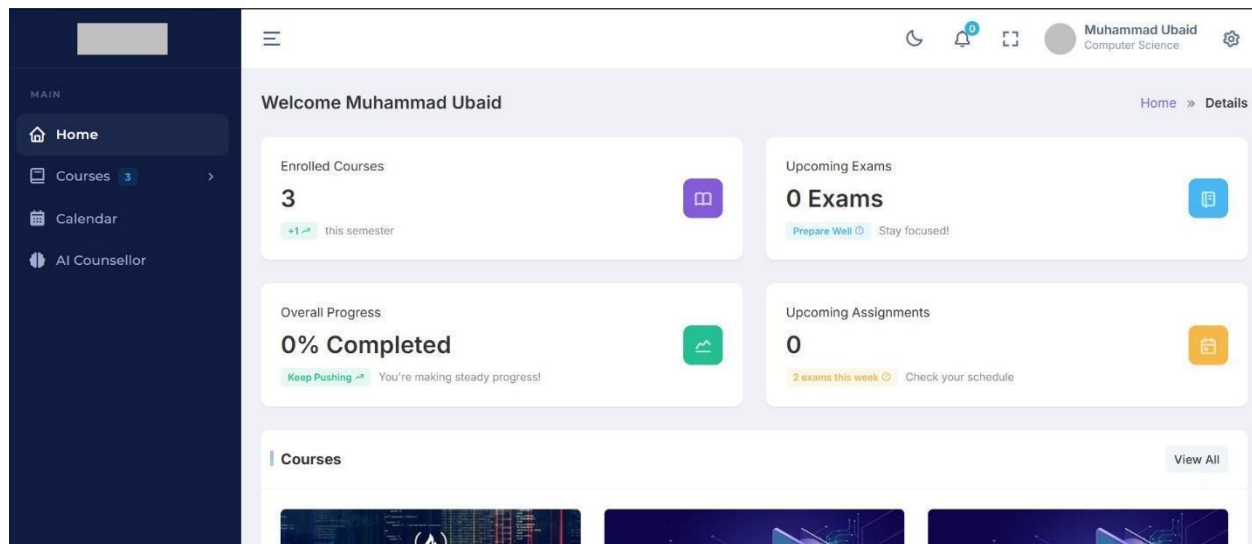 0
Muhammad Ubaid
Computer Science
MAIN
Home
Courses 3
Calendar
AI Counsellor
Welcome Muhammad Ubaid
Home » Details
Enrolled Courses
3
+1 this semester
Upcoming Exams
0 Exams
Prepare Well Stay focused!
Overall Progress
0% Completed
Keep Pushing You're making steady progress!
Upcoming Assignments
0
2 exams this week Check your schedule
Courses
View All